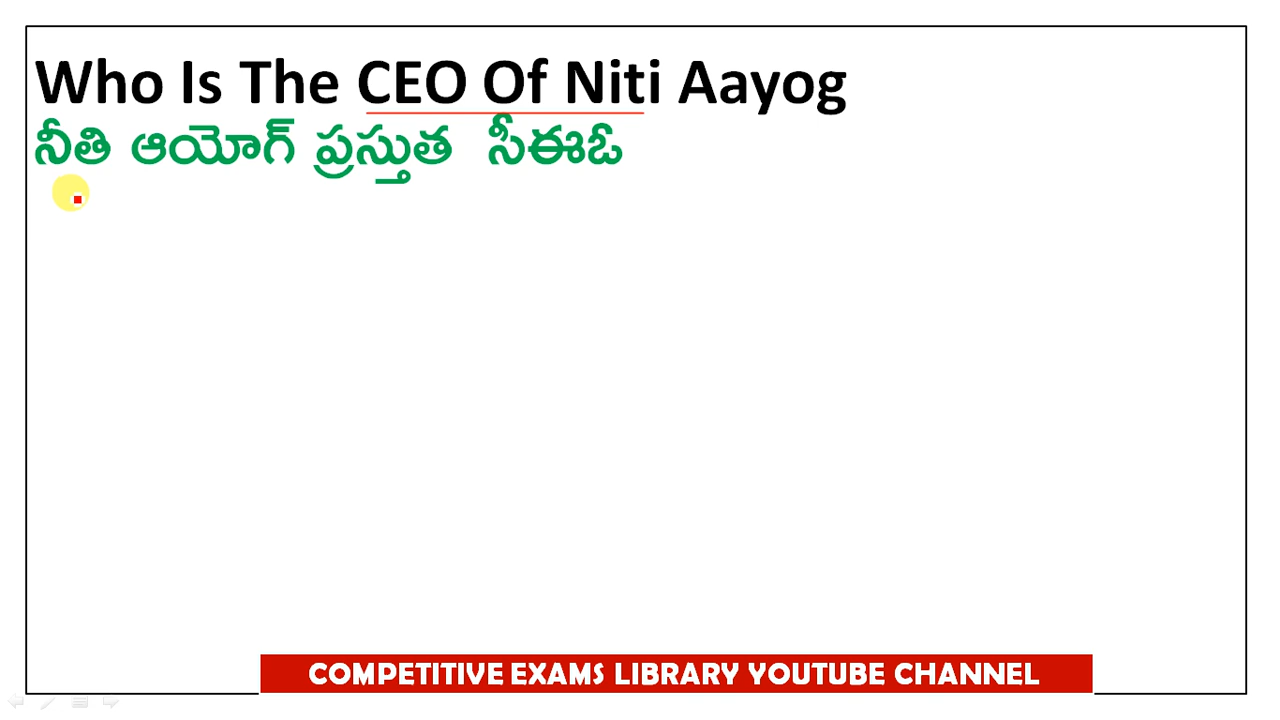 Who Is The CEO Of Niti Aayog
నీతి ఆయోగ్ ప్రస్తుత సీఈఓ
COMPETITIVE EXAMS LIBRARY YOUTUBE CHANNEL